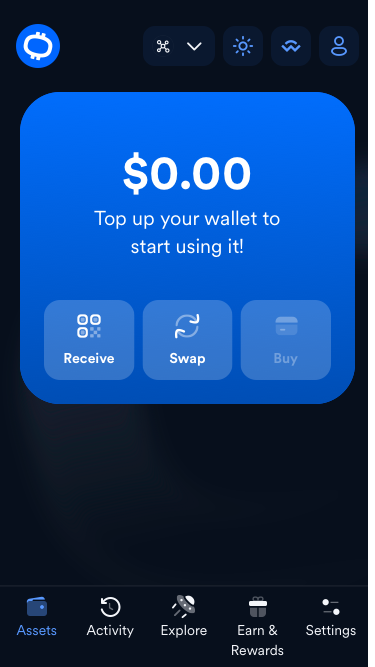 $0.00
Top up your wallet to
start using it!
Receive
Swap
Buy
Assets
Activity
Explore
Earn &
Rewards
Settings